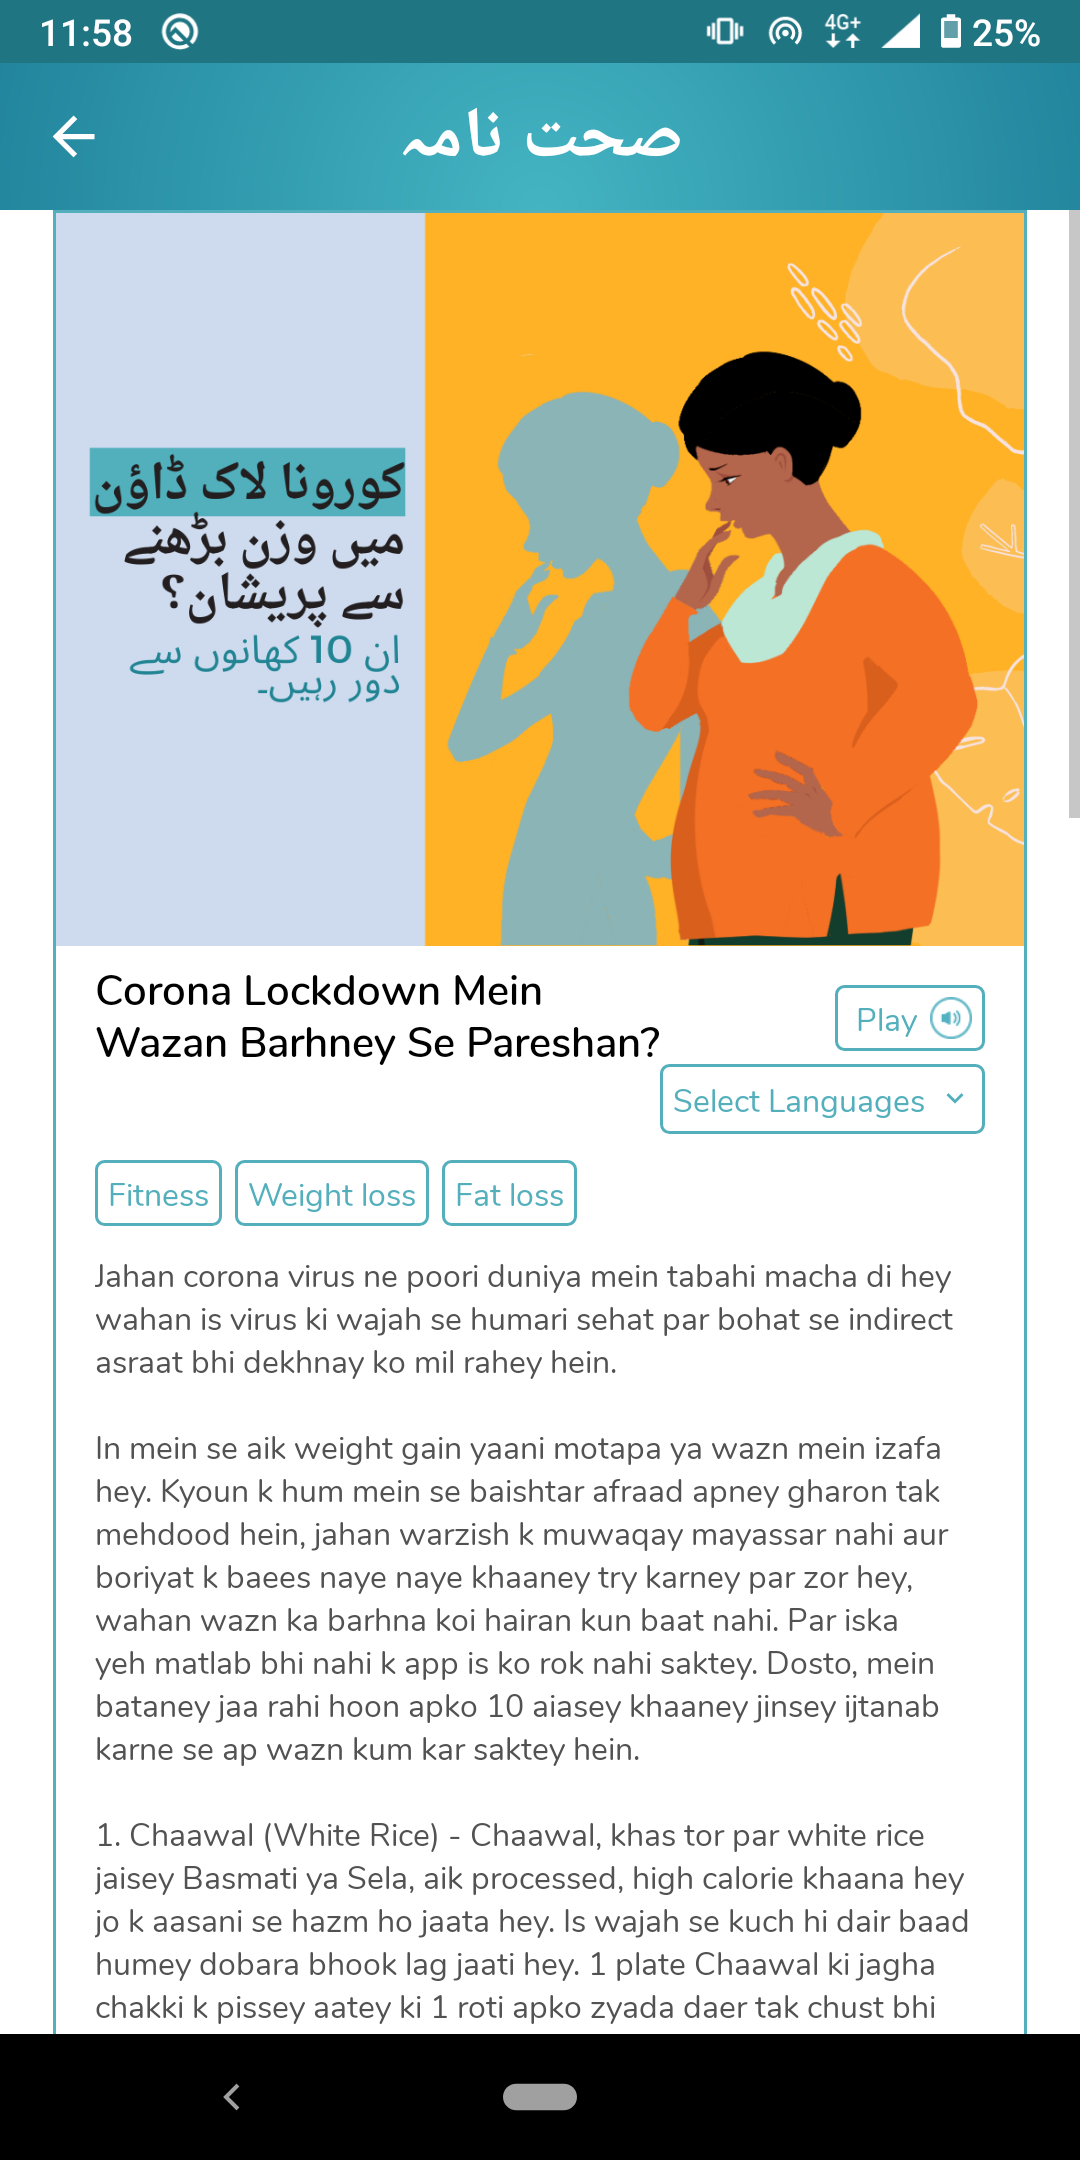 11:58
4G+
25%
صحت نامہ
کورونا لاک ڈاؤن
میں وزن بڑھنے
سے پریشان؟
ان 10 کھانوں سے
دور رہیں۔
Corona Lockdown Mein
Wazan Barhney Se Pareshan?
Play
Select Languages
Fitness
Weight loss
Fat loss
Jahan corona virus ne poori duniya mein tabahi macha di hey
wahan is virus ki wajah se humari sehat par bohat se indirect
asraat bhi dekhnay ko mil rahey hein.
In mein se aik weight gain yaani motapa ya wazn mein izafa
hey. Kyoun k hum mein se baishtar afraad apney gharon tak
mehdood hein, jahan warzish k muwaqay mayassar nahi aur
boriyat k baees naye naye khaaney try karney par zor hey,
wahan wazn ka barhna koi hairan kun baat nahi. Par iska
yeh matlab bhi nahi k app is ko rok nahi saktey. Dosto, mein
bataney jaa rahi hoon apko 10 aiasey khaaney jinsey ijtanab
karne se ap wazn kum kar saktey hein.
1. Chaawal (White Rice) - Chaawal, khas tor par white rice
jaisey Basmati ya Sela, aik processed, high calorie khaana hey
jo k aasani se hazm ho jaata hey. Is wajah se kuch hi dair baad
humey dobara bhook lag jaati hey. 1 plate Chaawal ki jagha
chakki k pissey aatey ki 1 roti apko zyada daer tak chust bhi